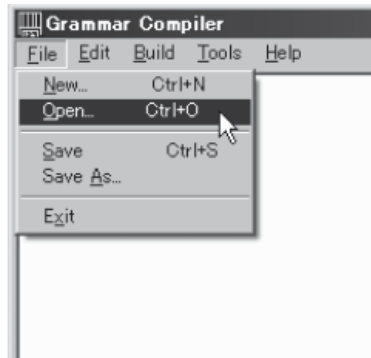 Grammar Compiler
File Edit Build Tools Help
New... Ctrl+N
Open... Ctrl+O
Save Ctrl+S
Save As...
Exit